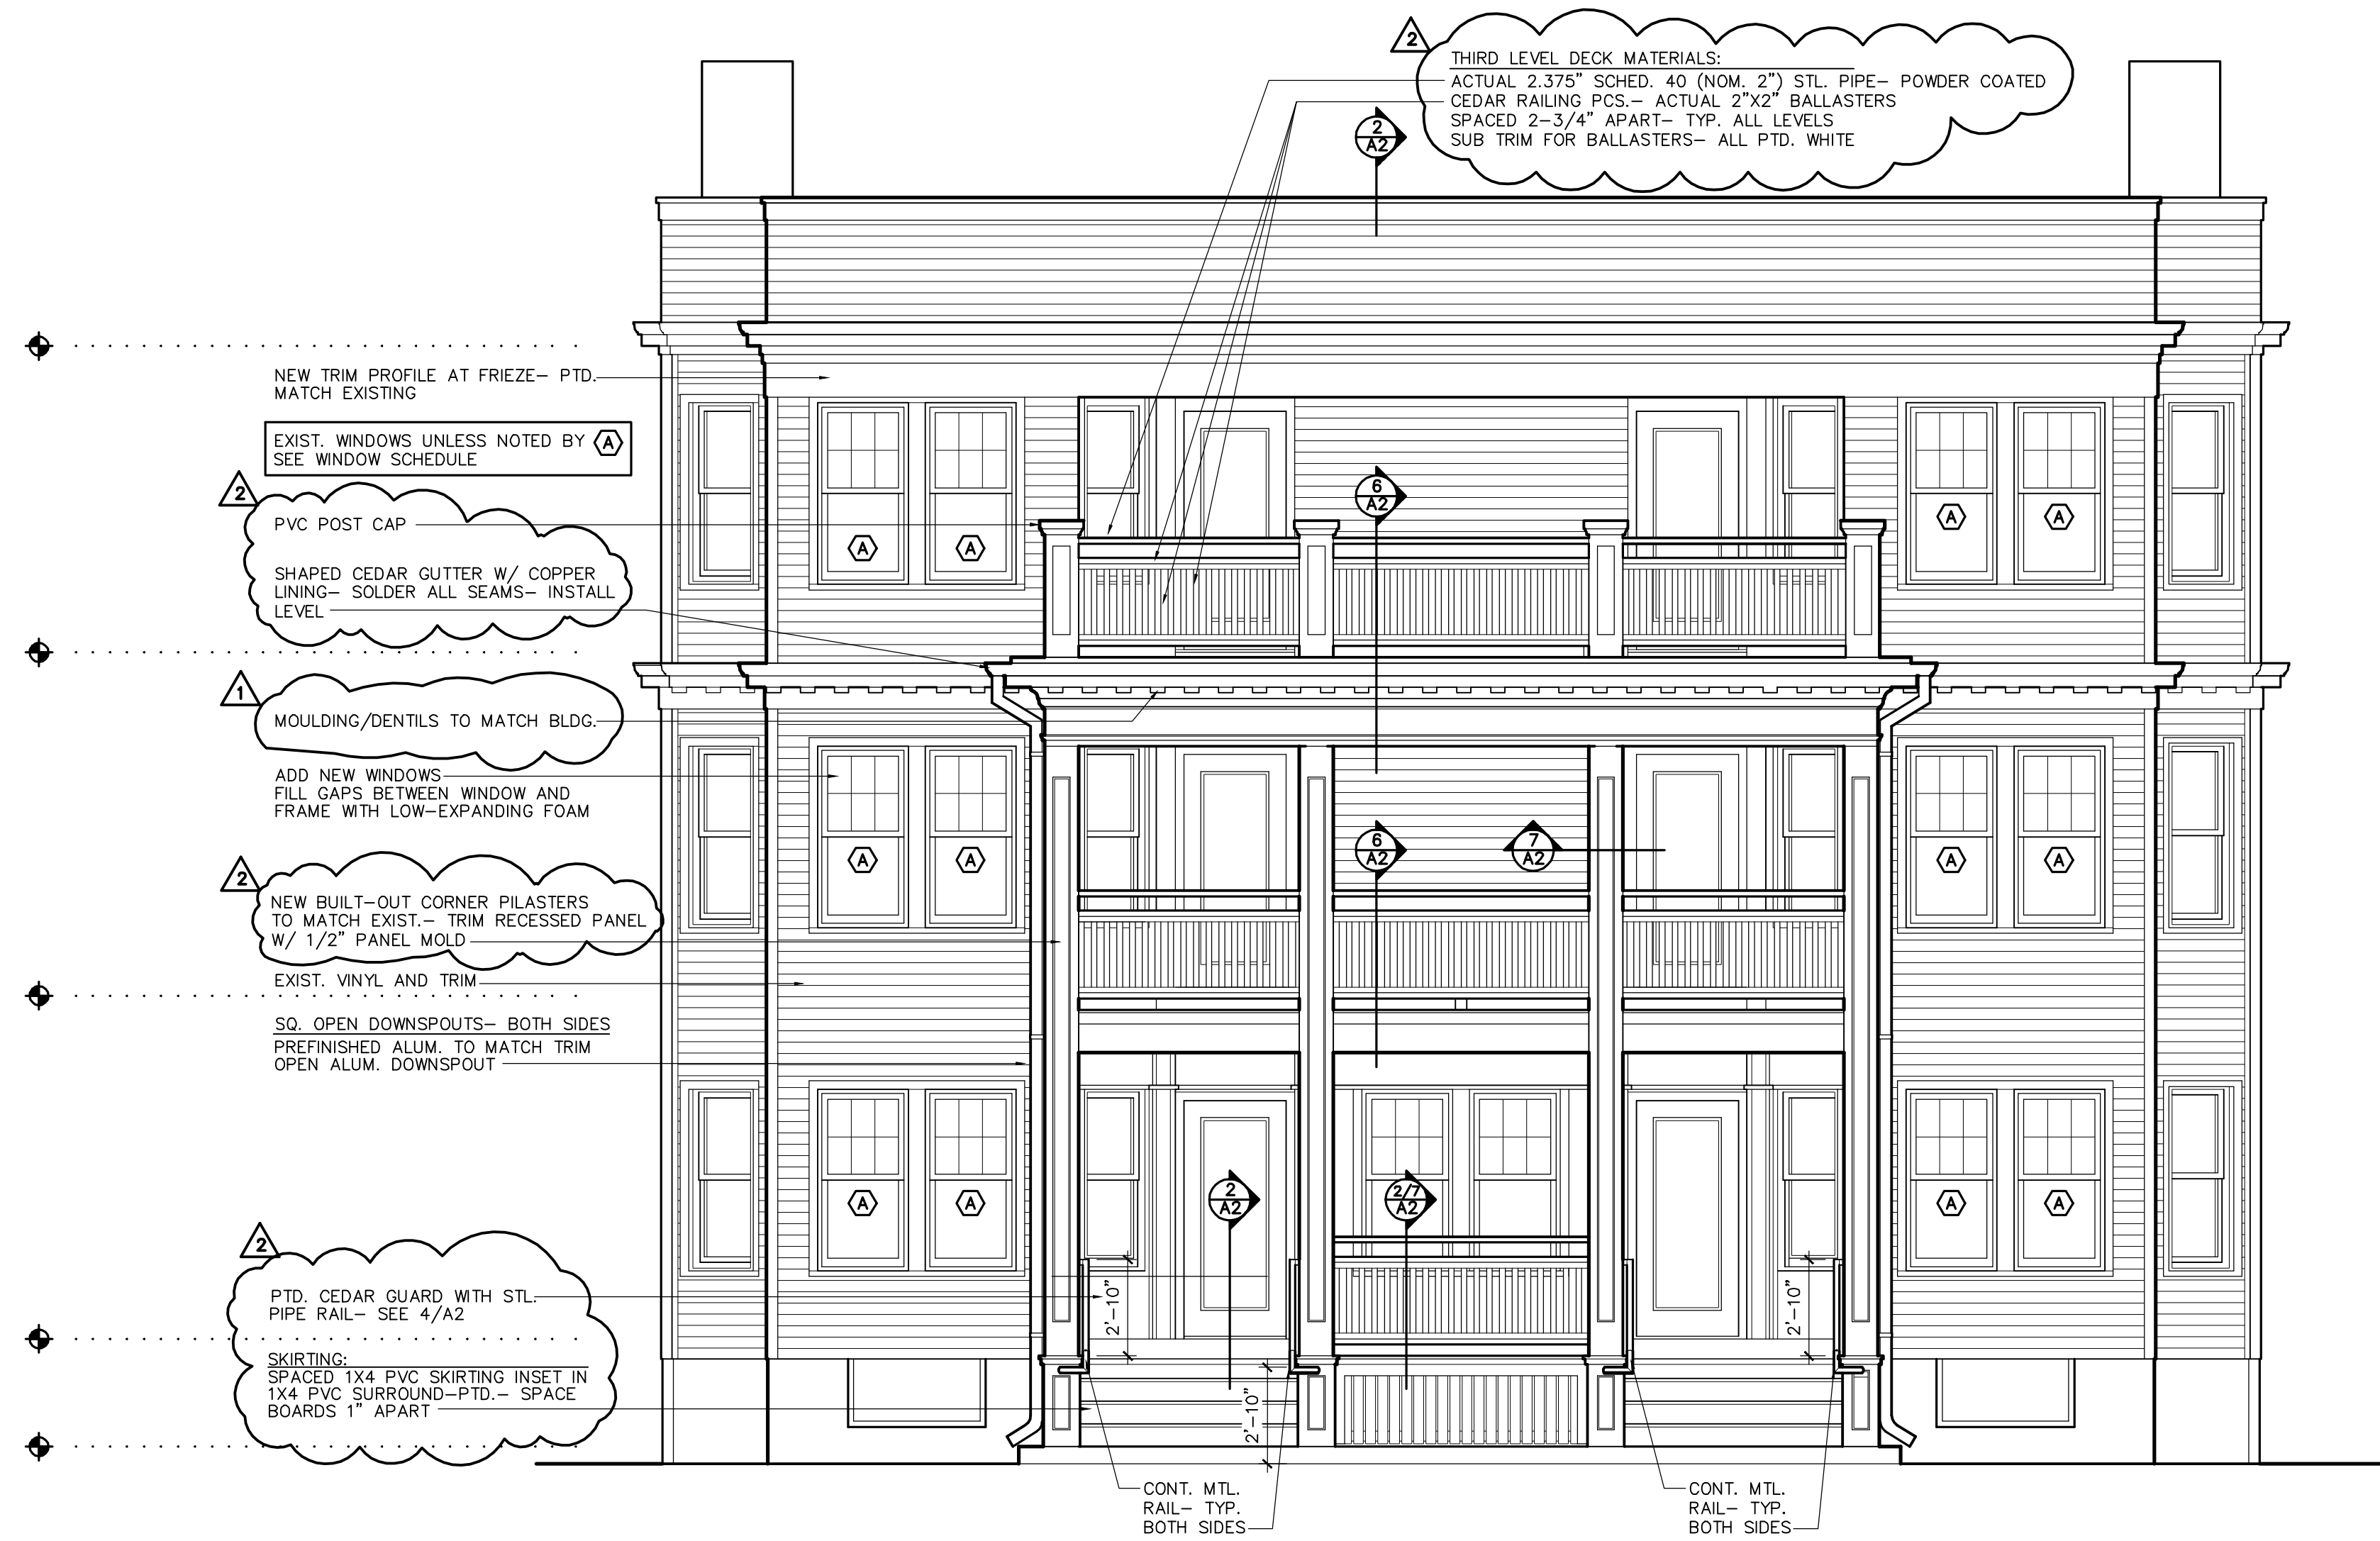 2
THIRD LEVEL DECK MATERIALS:
ACTUAL 2.375" SCHED. 40 (NOM. 2") STL. PIPE– POWDER COATED
CEDAR RAILING PCS.– ACTUAL 2"X2" BALLASTERS
SPACED 2–3/4" APART– TYP. ALL LEVELS
SUB TRIM FOR BALLASTERS– ALL PTD. WHITE
2
A2
NEW TRIM PROFILE AT FRIEZE– PTD.
MATCH EXISTING
EXIST. WINDOWS UNLESS NOTED BY A
SEE WINDOW SCHEDULE
2
PVC POST CAP
SHAPED CEDAR GUTTER W/ COPPER
LINING– SOLDER ALL SEAMS– INSTALL
LEVEL
A
A
6
A2
A
A
1
MOULDING/DENTILS TO MATCH BLDG.
ADD NEW WINDOWS
FILL GAPS BETWEEN WINDOW AND
FRAME WITH LOW–EXPANDING FOAM
A
A
6
A2
7
A2
A
A
2
NEW BUILT–OUT CORNER PILASTERS
TO MATCH EXIST.– TRIM RECESSED PANEL
W/ 1/2" PANEL MOLD
EXIST. VINYL AND TRIM
SQ. OPEN DOWNSPOUTS– BOTH SIDES
PREFINISHED ALUM. TO MATCH TRIM
OPEN ALUM. DOWNSPOUT
A
A
2
A2
2/7
A2
A
A
2
PTD. CEDAR GUARD WITH STL.
PIPE RAIL– SEE 4/A2
SKIRTING:
SPACED 1X4 PVC SKIRTING INSET IN
1X4 PVC SURROUND–PTD.– SPACE
BOARDS 1" APART
2'–10"
2'–10"
2'–10"
CONT. MTL.
RAIL– TYP.
BOTH SIDES
CONT. MTL.
RAIL– TYP.
BOTH SIDES